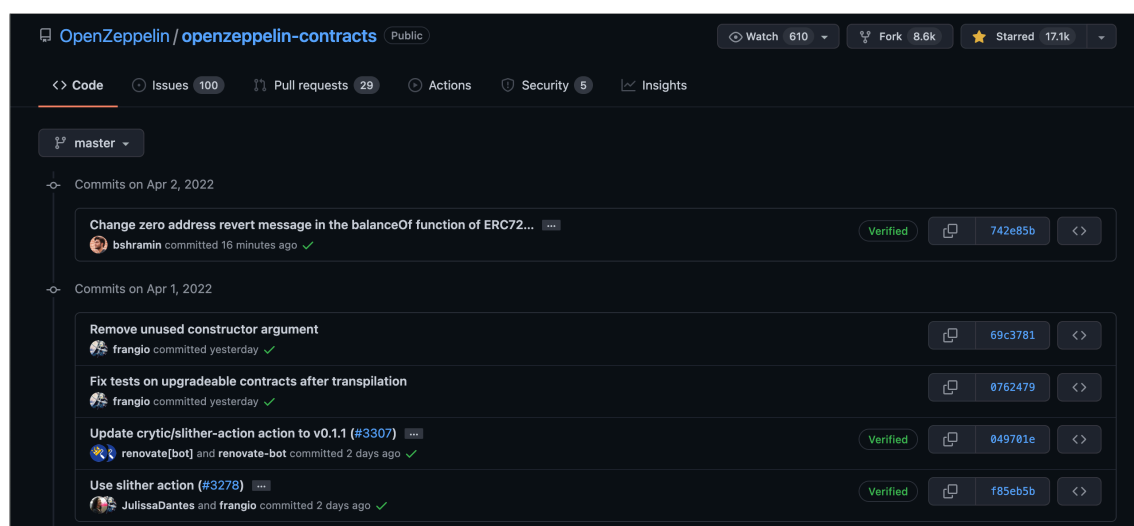 OpenZeppelin / openzeppelin-contracts Public Watch 610 Fork 8.6k Starred 17.1k
<> Code Issues 100 Pull requests 29 Actions Security 5 Insights
master
Commits on Apr 2, 2022
Change zero address revert message in the balanceOf function of ERC72... ...
Verified 742e85b <>
bshramin committed 16 minutes ago
Commits on Apr 1, 2022
Remove unused constructor argument
69c3781 <>
frangio committed yesterday
Fix tests on upgradeable contracts after transpilation
0762479 <>
frangio committed yesterday
Update crytic/slither-action action to v0.1.1 (#3307) ...
Verified 049701e <>
renovate[bot] and renovate-bot committed 2 days ago
Use slither action (#3278) ...
Verified f85eb5b <>
JulissaDantes and frangio committed 2 days ago